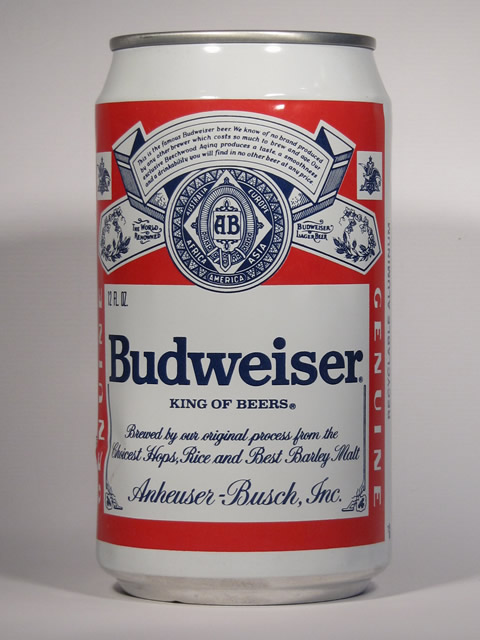 This is the famous Budweiser beer. We know of no brand produced
by any other brewer which costs so much to brew and age. Our
exclusive Beechwood Aging produces a taste, a smoothness
and a drinkability you will find in no other beer at any price.
AUSTRALIA EUROPE
AFRICA AMERICA ASIA
AB
THE WORLD
RENOWNED
BUDWEISER
LAGER BEER
12 FL. OZ.
Budweiser®
KING OF BEERS®
Brewed by our original process from the
Choicest Hops, Rice and Best Barley Malt
Anheuser-Busch, Inc.
GENUINE
GENUINE
RECYCLABLE ALUMINUM